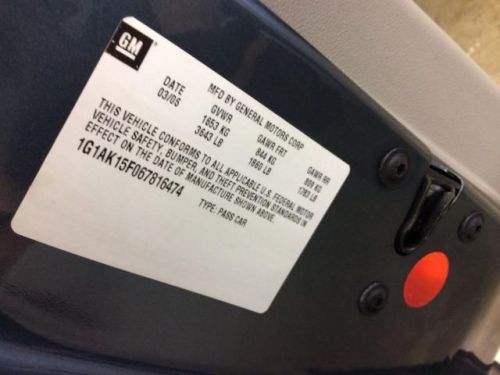 GM
MFD BY GENERAL MOTORS CORP
DATE GVWR GAWR FRT GAWR RR
03/06 1653 KG 844 KG 809 KG
3643 LB 1860 LB 1783 LB
THIS VEHICLE CONFORMS TO ALL APPLICABLE U.S. FEDERAL MOTOR
VEHICLE SAFETY, BUMPER, AND THEFT PREVENTION STANDARDS IN
EFFECT ON THE DATE OF MANUFACTURE SHOWN ABOVE.
1G1AK15F067816474
TYPE: PASS CAR